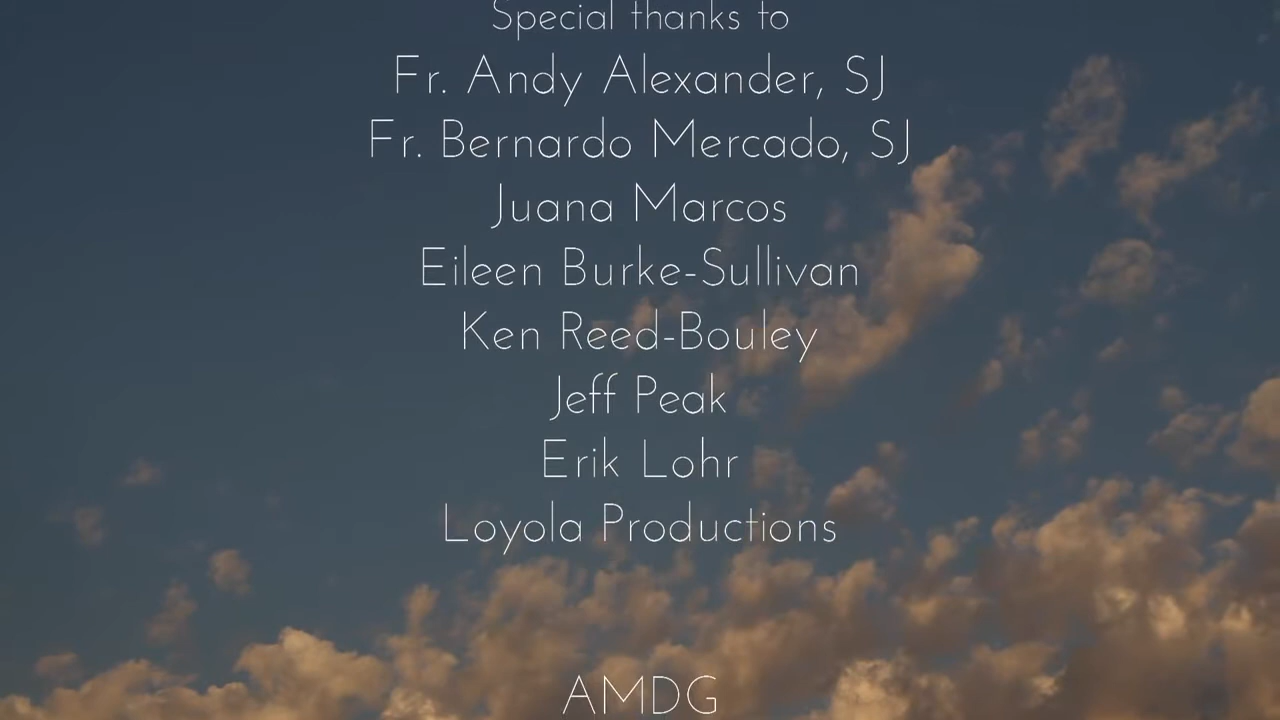 Special thanks to
Fr. Andy Alexander, SJ
Fr. Bernardo Mercado, SJ
Juana Marcos
Eileen Burke-Sullivan
Ken Reed-Bouley
Jeff Peak
Erik Lohr
Loyola Productions
AMDG